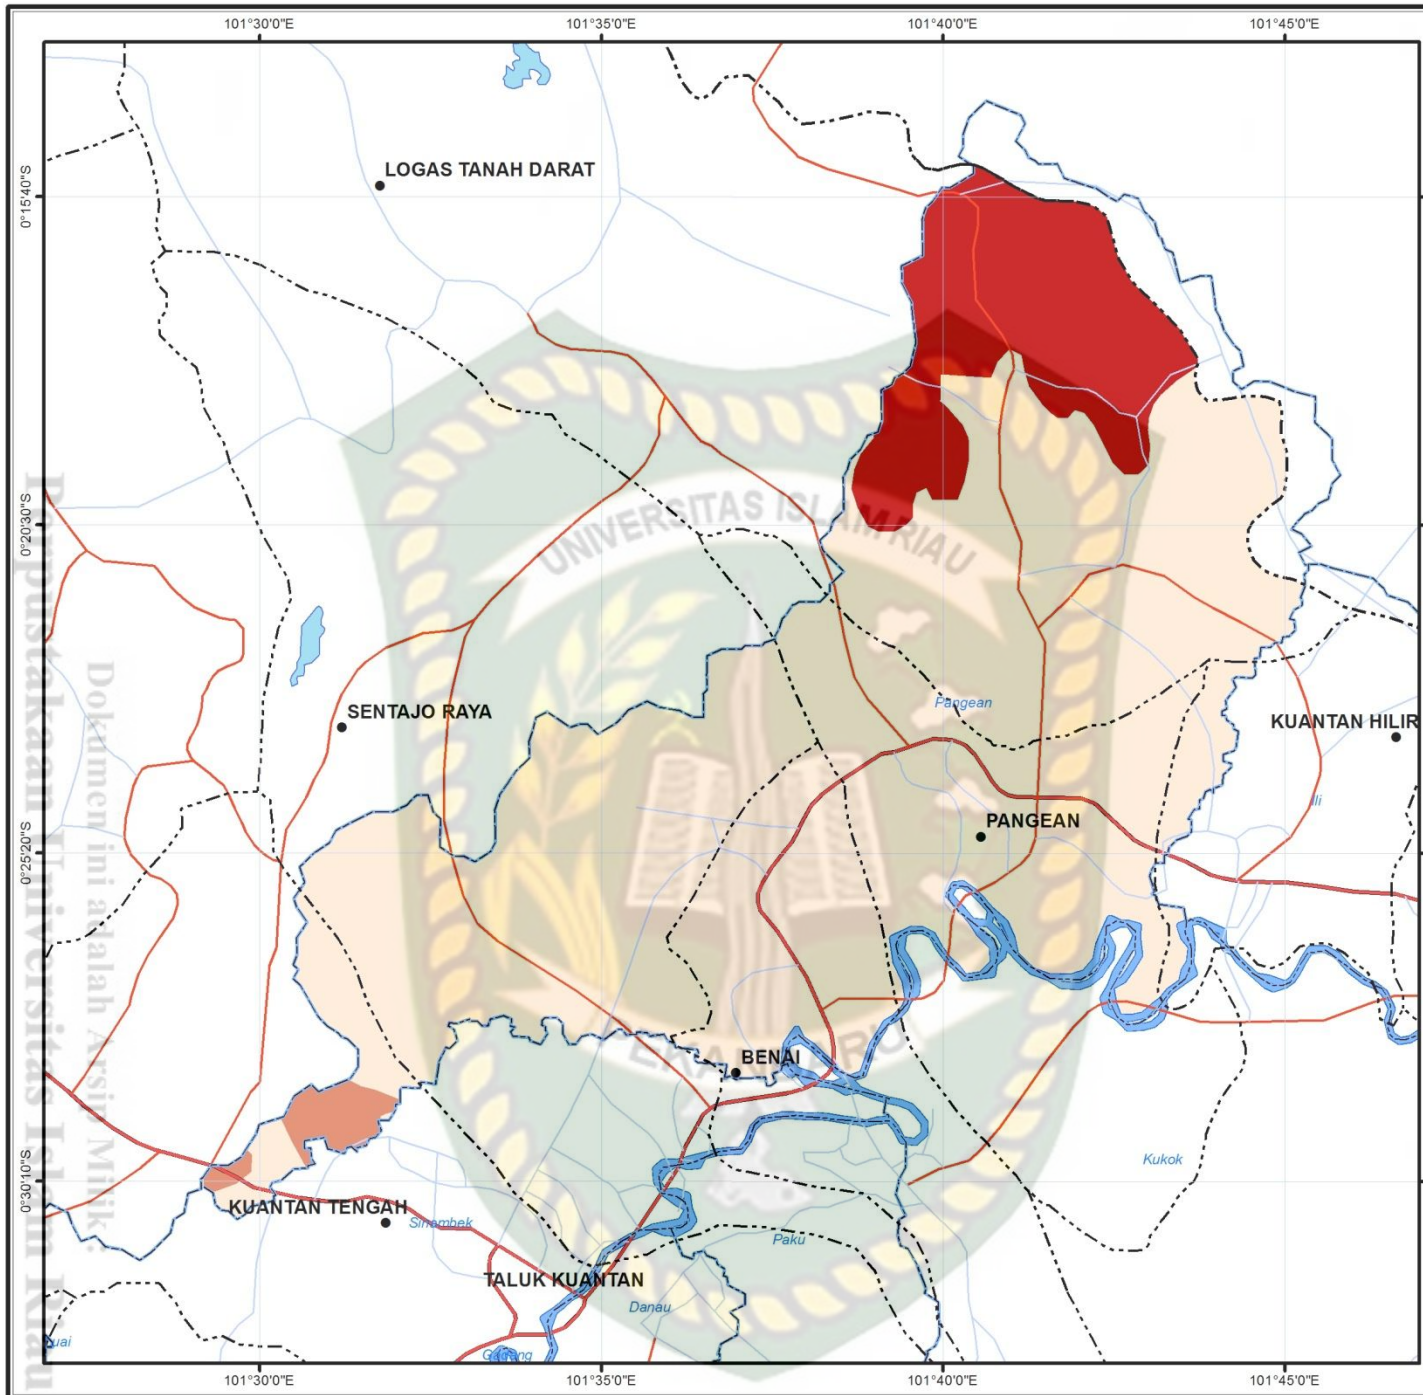 101°30'0"E
101°35'0"E
101°40'0"E
101°45'0"E
0°15'40"S
LOGAS TANAH DARAT
0°20'30"S
UNIVERSITAS ISLAM RIAU
SENTAJO RAYA
Pangean
KUANTAN HILIR
PANGEAN
0°25'20"S
BENAI
0°30'10"S
KUANTAN TENGAH
Sinambek
Kukok
Paku
TALUK KUANTAN
Danau
Perpustakaan Universitas Islam Riau
Dokumen ini adalah Arsip Milik:
101°30'0"E
101°35'0"E
101°40'0"E
101°45'0"E